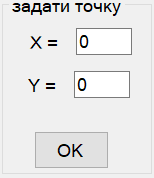 задати точку
X = 0
Y = 0
OK